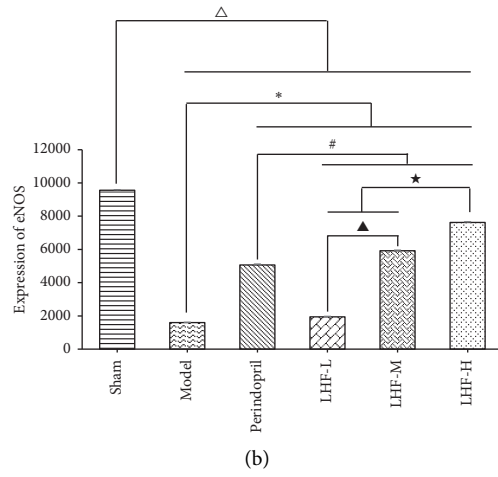 △
*
#
★
▲
Expression of eNOS
12000
10000
8000
6000
4000
2000
0
Sham
Model
Perindopril
LHF-L
LHF-M
LHF-H
(b)